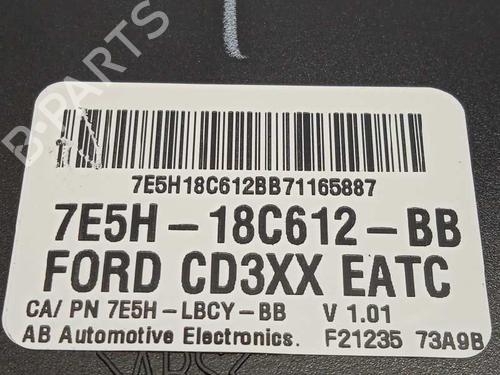 B-PARTS
7E5H18C612BB71165887
7E5H-18C612-BB
FORD CD3XX EATC
CA/ PN 7E5H-LBCY-BB V 1.01
AB Automotive Electronics. F21235 73A9B